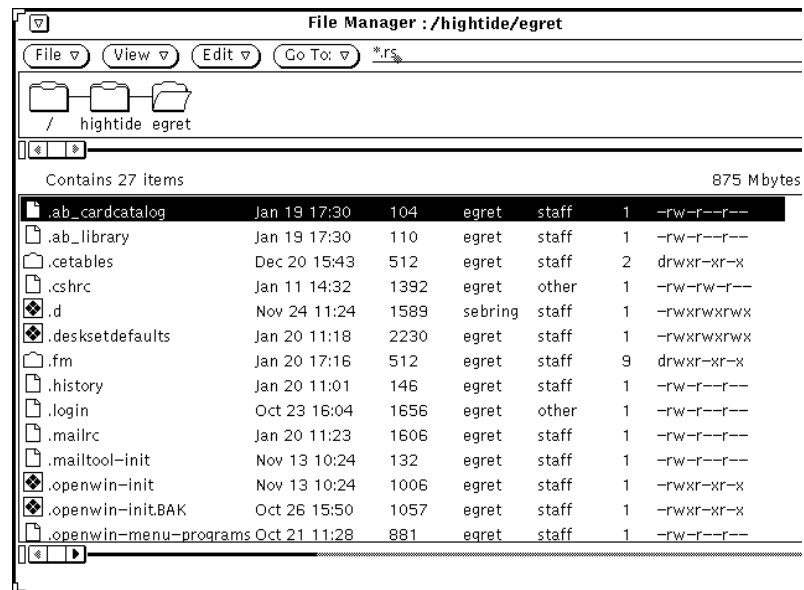 File Manager : /hightide/egret
File View Edit Go To: *.rs
/ hightide egret
Contains 27 items 875 Mbytes
.ab_cardcatalog Jan 19 17:30 104 egret staff 1 -rw-r--r--
.ab_library Jan 19 17:30 110 egret staff 1 -rw-r--r--
.cetables Dec 20 15:43 512 egret staff 2 drwxr-xr-x
.cshrc Jan 11 14:32 1392 egret other 1 -rw-rw-r--
.d Nov 24 11:24 1589 sebring staff 1 -rwxrwxrwx
.desksetdefaults Jan 20 11:18 2230 egret staff 1 -rwxrwxrwx
.fm Jan 20 17:16 512 egret staff 9 drwxr-xr-x
.history Jan 20 11:01 146 egret staff 1 -rw-r--r--
.login Oct 23 16:04 1656 egret other 1 -rw-r--r--
.mailrc Jan 20 11:23 1606 egret staff 1 -rw-r--r--
.mailtool-init Nov 13 10:24 132 egret staff 1 -rw-r--r--
.openwin-init Nov 13 10:24 1006 egret staff 1 -rwxr-xr-x
.openwin-init.BAK Oct 26 15:50 1057 egret staff 1 -rwxr-xr-x
.openwin-menu-programs Oct 21 11:28 881 egret staff 1 -rw-r--r--